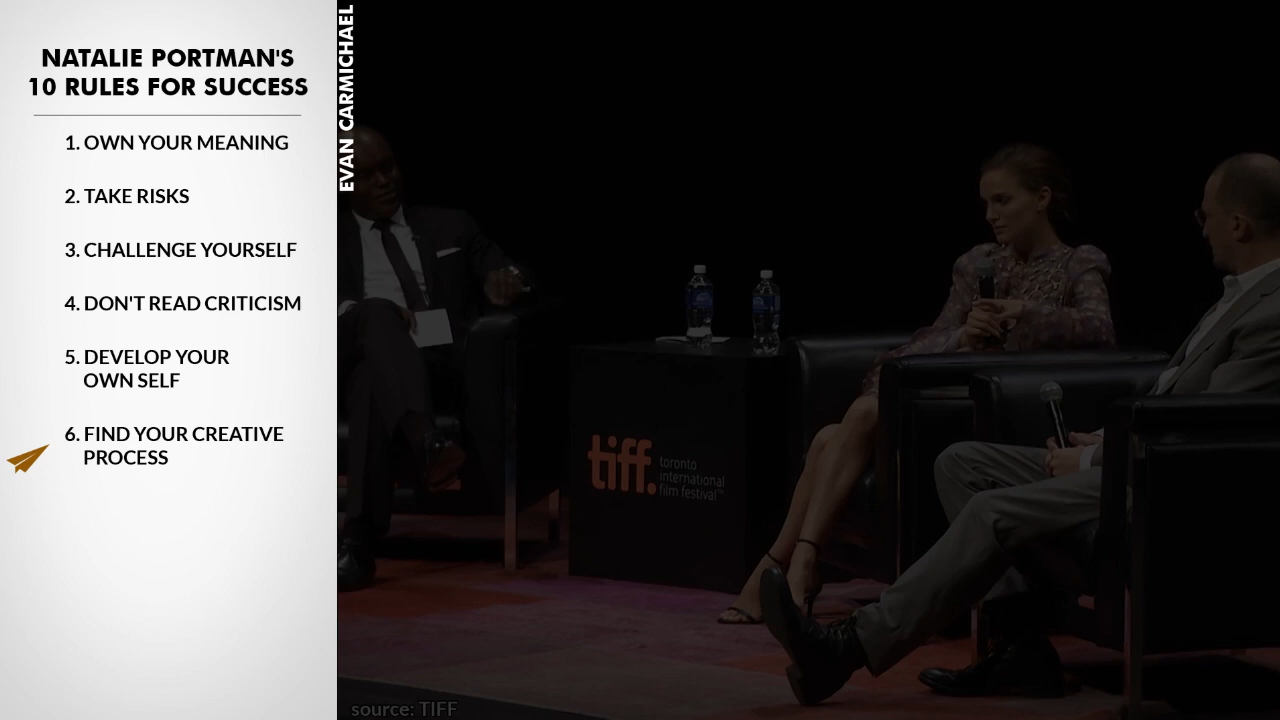 NATALIE PORTMAN'S
10 RULES FOR SUCCESS
1. OWN YOUR MEANING
2. TAKE RISKS
3. CHALLENGE YOURSELF
4. DON'T READ CRITICISM
5. DEVELOP YOUR
OWN SELF
6. FIND YOUR CREATIVE
PROCESS
EVAN CARMICHAEL
tiff.
toronto
international
film festival™
source: TIFF